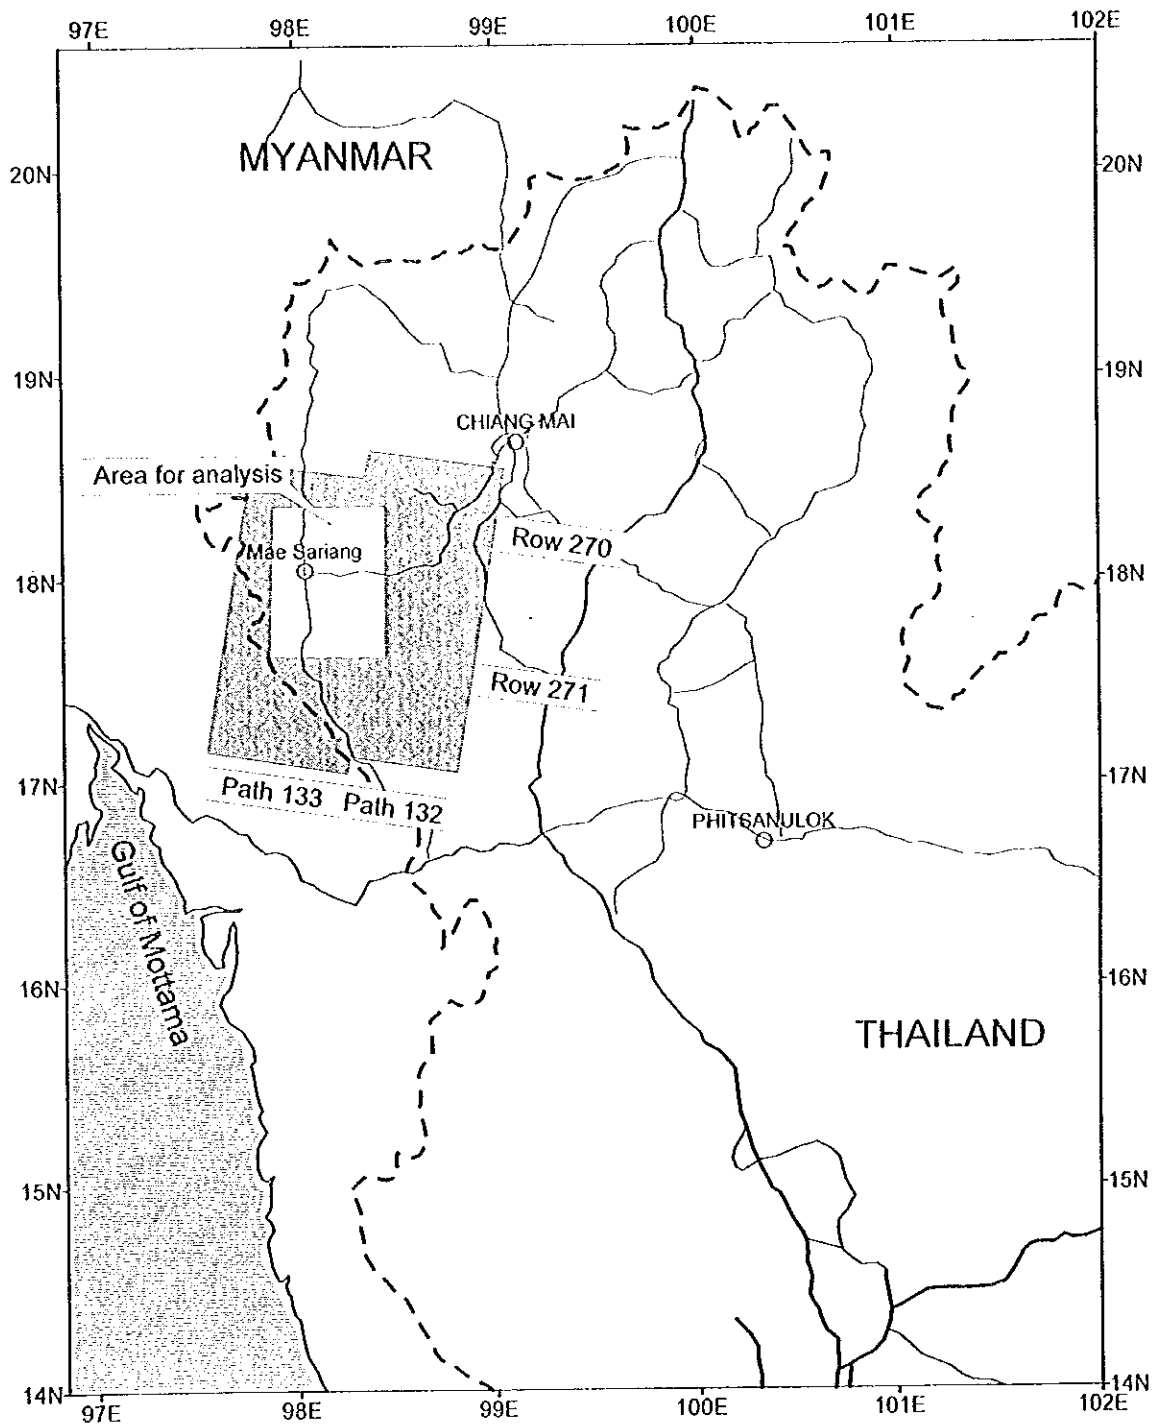 97E 98E 99E 100E 101E 102E
MYANMAR
20N 20N
19N 19N
CHIANG MAI
Area for analysis
Row 270
Mae Sariang
18N 18N
Row 271
17N 17N
Path 133 Path 132
PHITSANULOK
Gulf of Mottama
16N 16N
THAILAND
15N 15N
14N 14N
97E 98E 99E 100E 101E 102E